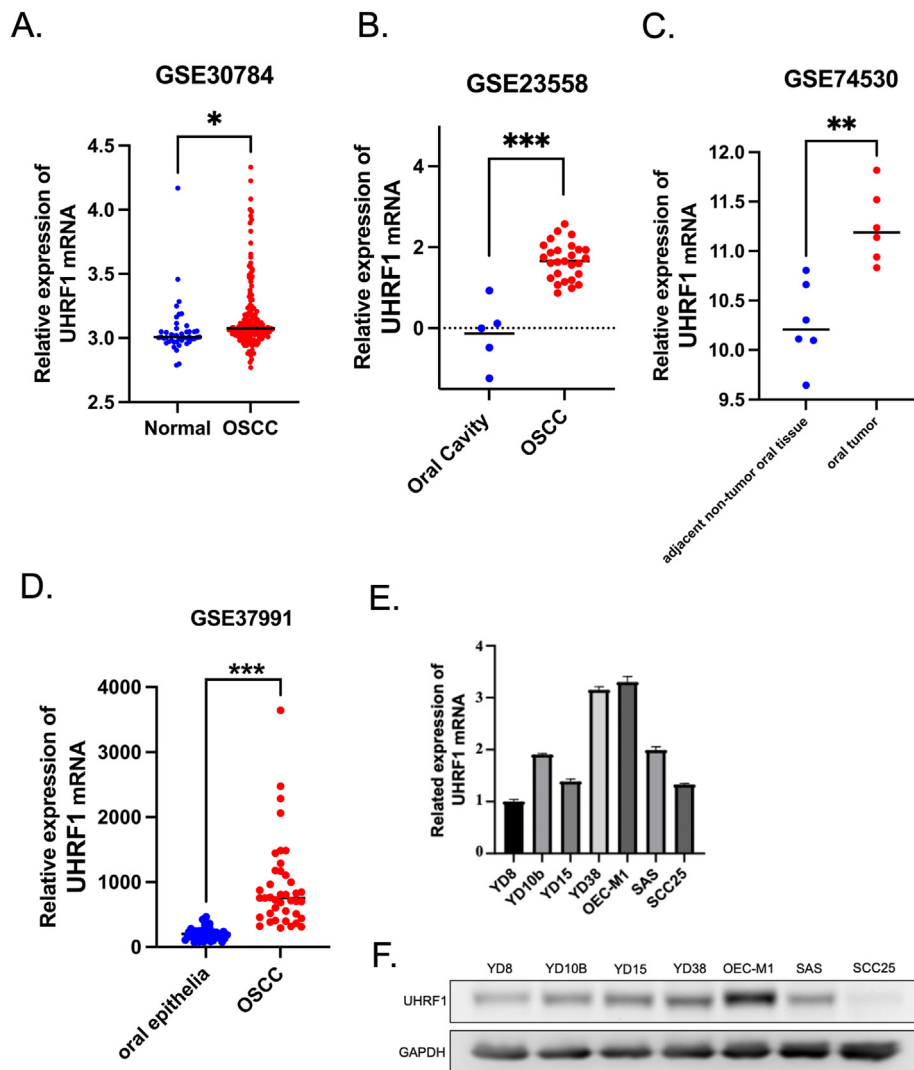 A.
GSE30784
*
Relative expression of
UHRF1 mRNA
4.5
4.0
3.5
3.0
2.5
Normal OSCC
B.
GSE23558
***
Relative expression of
UHRF1 mRNA
4
2
0
Oral Cavity
OSCC
C.
GSE74530
**
Relative expression of
UHRF1 mRNA
12.0
11.5
11.0
10.5
10.0
9.5
adjacent non-tumor oral tissue
oral tumor
D.
GSE37991
***
Relative expression of
UHRF1 mRNA
4000
3000
2000
1000
0
oral epithelia
OSCC
E.
Related expression of
UHRF1 mRNA
4
3
2
1
0
YD8
YD10b
YD15
YD38
OEC-M1
SAS
SCC25
F.
YD8 YD10B YD15 YD38 OEC-M1 SAS SCC25
UHRF1
GAPDH